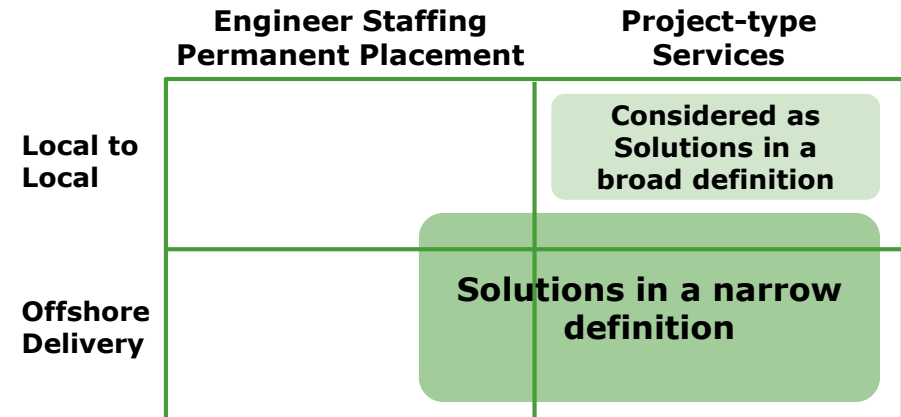 Engineer Staffing
Permanent Placement
Project-type
Services
Local to
Local
Considered as
Solutions in a
broad definition
Offshore
Delivery
Solutions in a narrow
definition